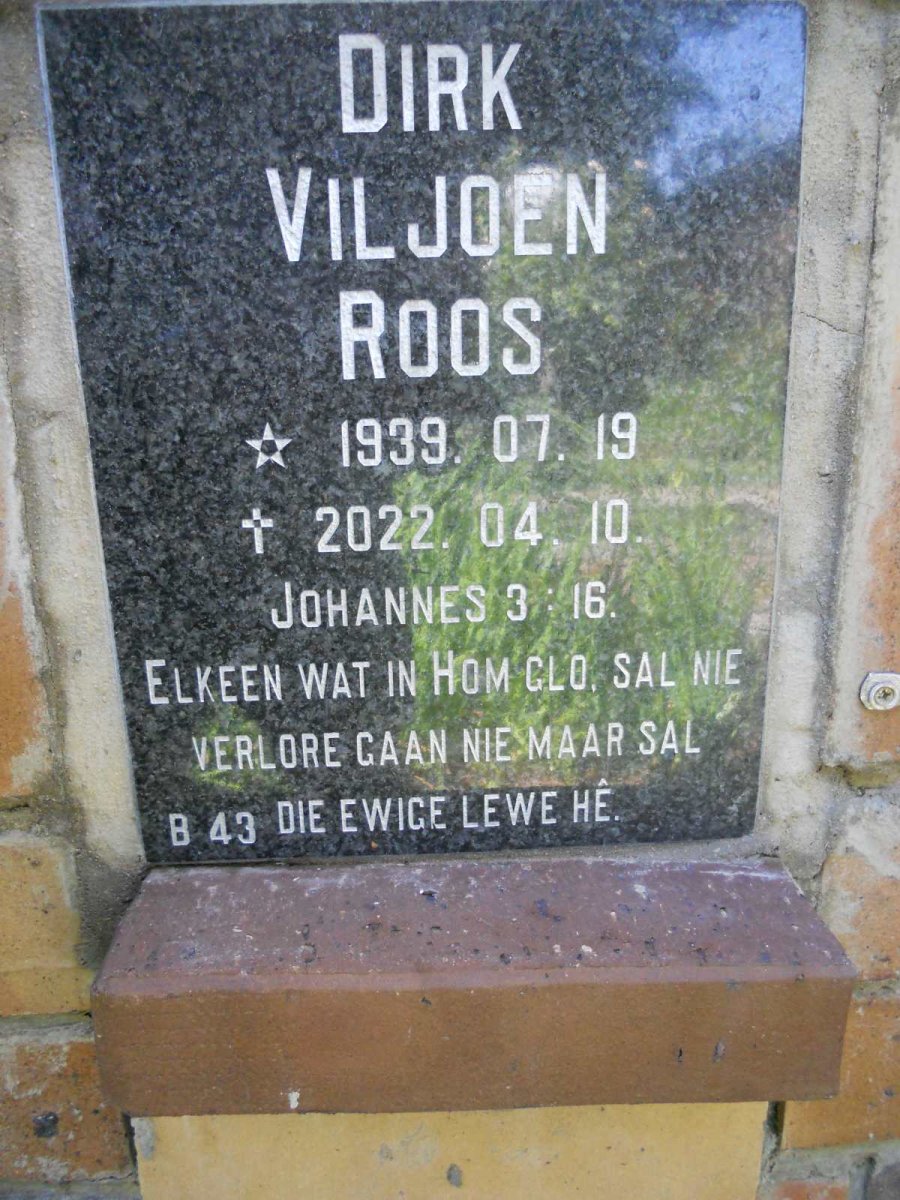 DIRK
VILJOEN
ROOS
★ 1939. 07. 19
✝ 2022. 04. 10.
JOHANNES 3 : 16.
ELKEEN WAT IN HOM GLO, SAL NIE
VERLORE GAAN NIE MAAR SAL
DIE EWIGE LEWE HÊ.
B 43